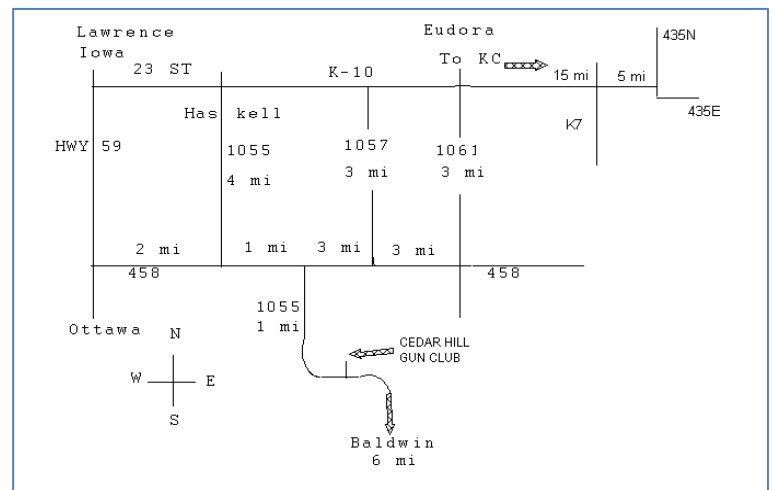 Lawrence
Eudora
435N
Iowa
23 ST
K-10
To KC
15 mi
5 mi
Has kell
435E
K7
HWY 59
1055
1057
1061
4 mi
3 mi
3 mi
2 mi
1 mi
3 mi
3 mi
458
458
1055
1 mi
Ottawa
N
CEDAR HILL
GUN CLUB
W
E
S
Baldwin
6 mi